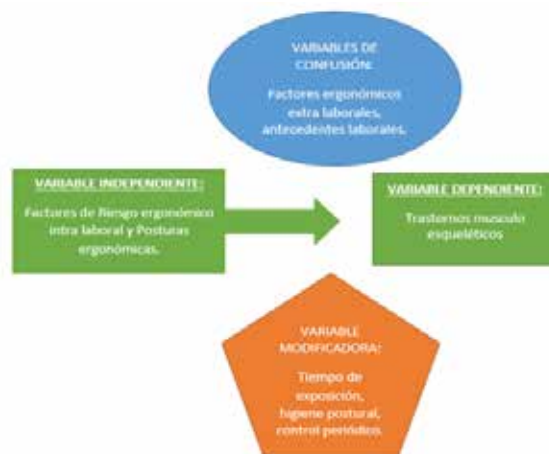 VARIABLES DE
CONFUSIÓN:
Factores ergonómicos
extra laborales,
antecedentes laborales.
VARIABLE INDEPENDIENTE:
Factores de Riesgo ergonómico
intra laboral y Posturas
ergonómicas.
VARIABLE DEPENDIENTE:
Trastornos musculo
esqueléticos
VARIABLE
MODIFICADORA:
Tiempo de
exposición,
higiene postural,
control periódico.